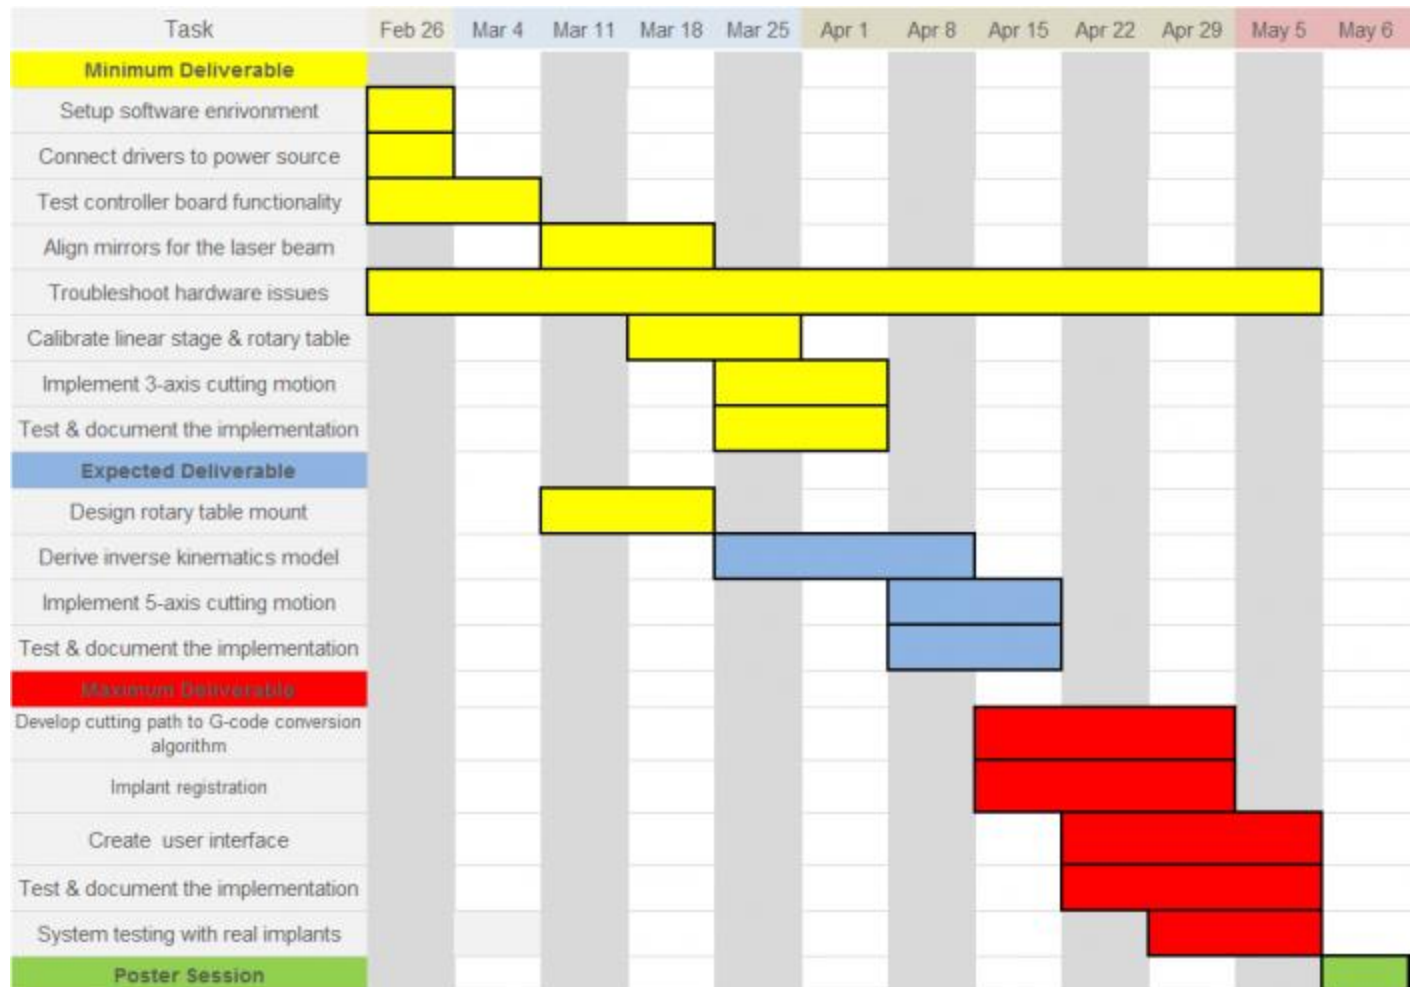 Task Feb 26 Mar 4 Mar 11 Mar 18 Mar 25 Apr 1 Apr 8 Apr 15 Apr 22 Apr 29 May 5 May 6
Minimum Deliverable
Setup software enrivonment
Connect drivers to power source
Test controller board functionality
Align mirrors for the laser beam
Troubleshoot hardware issues
Calibrate linear stage & rotary table
Implement 3-axis cutting motion
Test & document the implementation
Expected Deliverable
Design rotary table mount
Derive inverse kinematics model
Implement 5-axis cutting motion
Test & document the implementation
Maximum Deliverable
Develop cutting path to G-code conversion
algorithm
Implant registration
Create user interface
Test & document the implementation
System testing with real implants
Poster Session